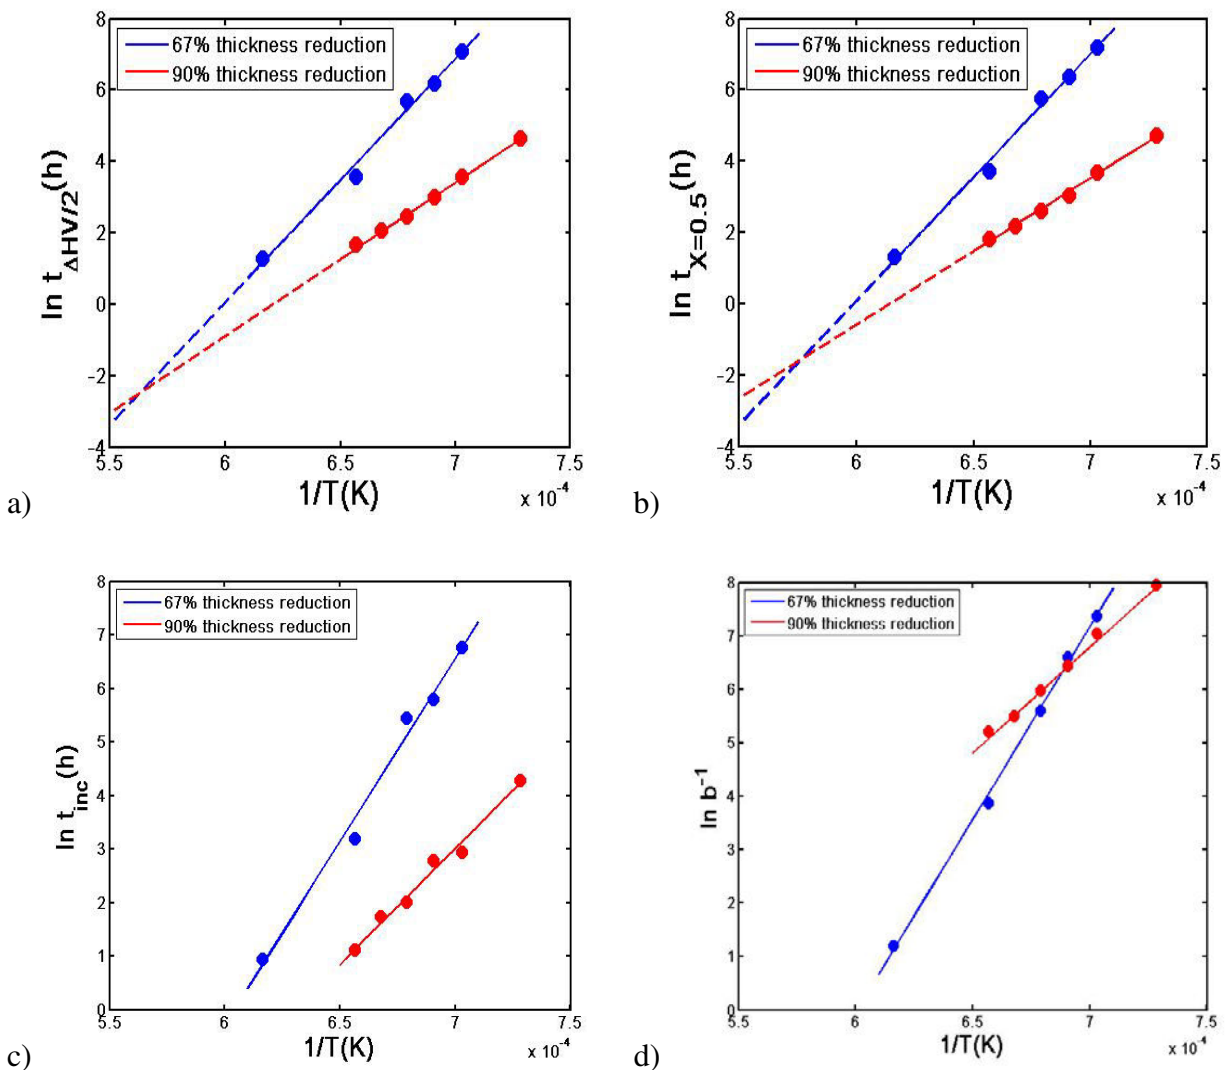 8
67% thickness reduction
90% thickness reduction
6
4
2
0
-2
-4
ln t ΔHV/2 (h)
5.5 6 6.5 7 7.5
1/T(K)
x 10⁻⁴
a)
8
67% thickness reduction
90% thickness reduction
6
4
2
0
-2
-4
ln t X=0.5 (h)
5.5 6 6.5 7 7.5
1/T(K)
x 10⁻⁴
b)
8
67% thickness reduction
90% thickness reduction
7
6
5
4
3
2
1
0
ln t inc (h)
5.5 6 6.5 7 7.5
1/T(K)
x 10⁻⁴
c)
8
67% thickness reduction
90% thickness reduction
7
6
5
4
3
2
1
0
ln b⁻¹
5.5 6 6.5 7 7.5
1/T(K)
x 10⁻⁴
d)